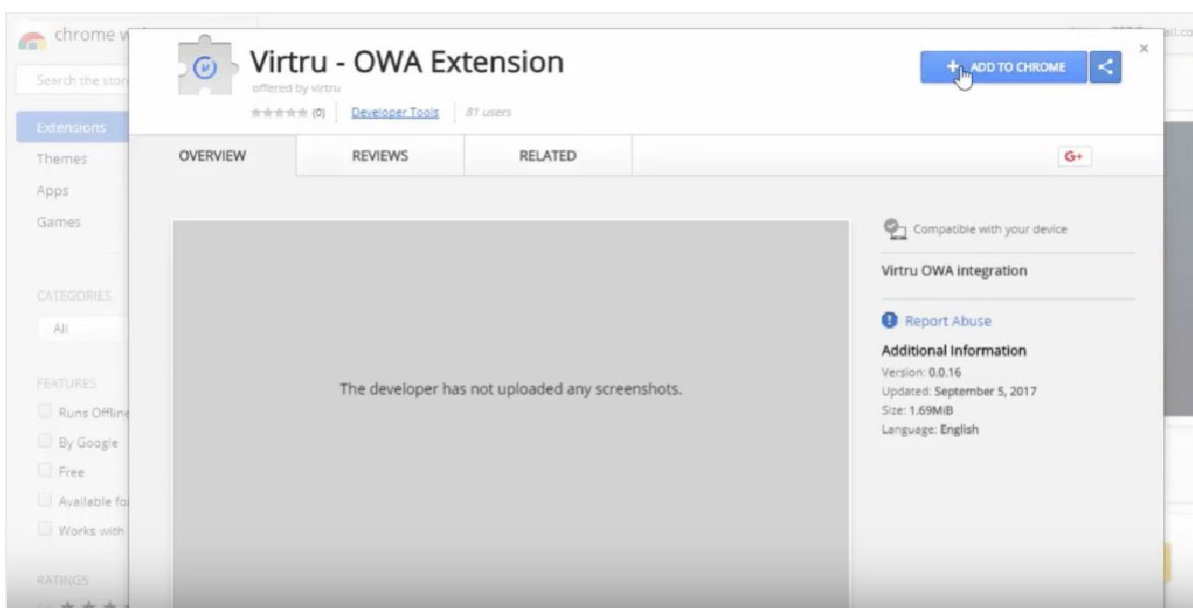 chrome w
Search the store
Extensions
Themes
Apps
Games
CATEGORIES
All
FEATURES
Runs Offline
By Google
Free
Available for
Works with
RATINGS
Virtru - OWA Extension
offered by virtru
(0)
Developer Tools
81 users
ADD TO CHROME
OVERVIEW
REVIEWS
RELATED
G+
The developer has not uploaded any screenshots.
Compatible with your device
Virtru OWA integration
Report Abuse
Additional Information
Version: 0.0.16
Updated: September 5, 2017
Size: 1.69MiB
Language: English